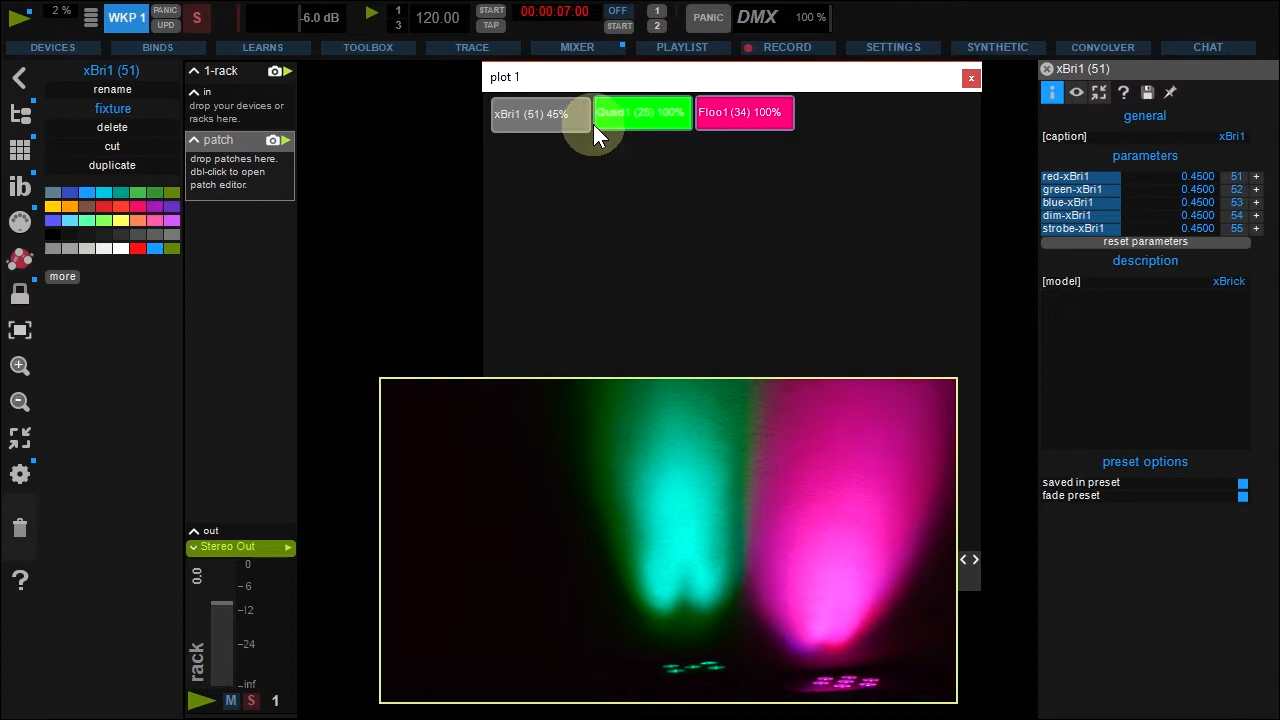 2 %
WKP 1
PANIC
UPD
S
-6.0 dB
1
3
120.00
START
TAP
00:00:07:00
OFF
START
1
2
PANIC
DMX
100 %
DEVICES
BINDS
LEARNS
TOOLBOX
TRACE
MIXER
PLAYLIST
RECORD
SETTINGS
SYNTHETIC
CONVOLVER
CHAT
xBri1 (51)
rename
fixture
delete
cut
duplicate
more
ib
?
1-rack
in
drop your devices or
racks here.
patch
drop patches here.
dbl-click to open
patch editor.
out
Stereo Out
0.0
0
-6
-12
-24
-inf
rack
M
S
1
plot 1
x
xBri1 (51) 45%
Quad1 (25) 100%
Floo1 (34) 100%
< >
xBri1 (51)
i
?
general
[caption] xBri1
parameters
red-xBri1 0.4500 51 +
green-xBri1 0.4500 52 +
blue-xBri1 0.4500 53 +
dim-xBri1 0.4500 54 +
strobe-xBri1 0.4500 55 +
reset parameters
description
[model] xBrick
preset options
saved in preset
fade preset